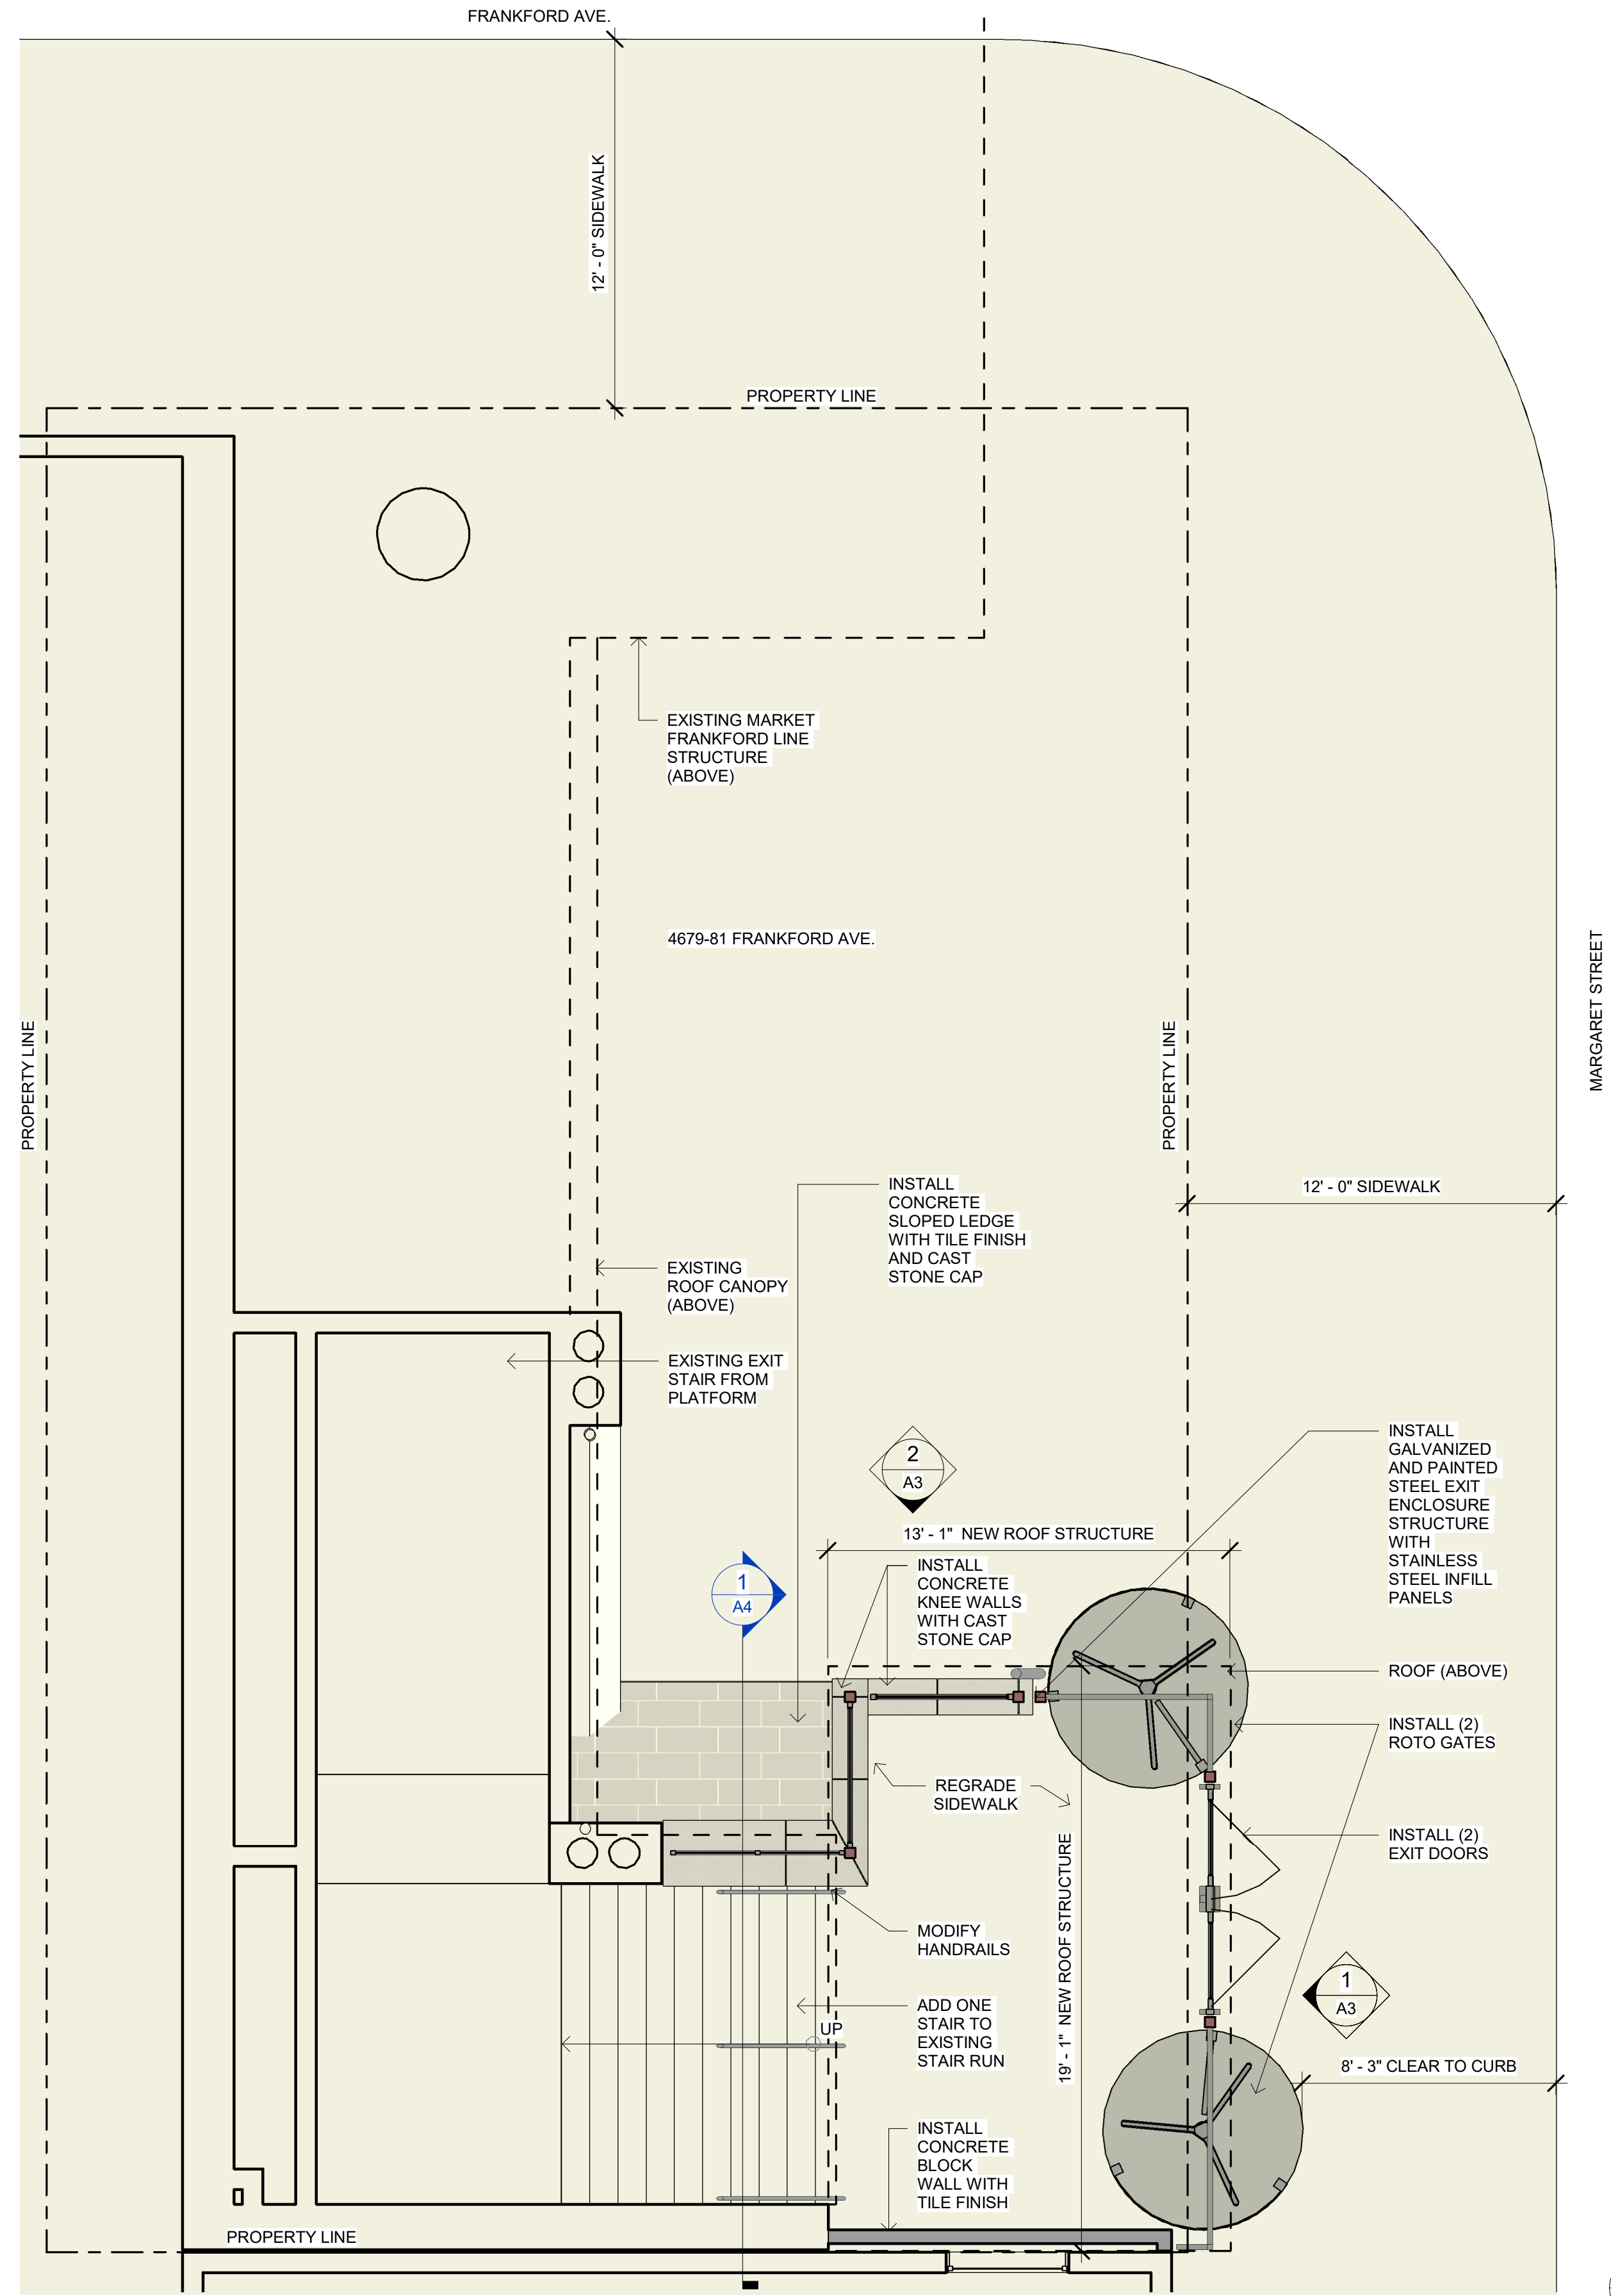 FRANKFORD AVE.
12' - 0" SIDEWALK
PROPERTY LINE
EXISTING MARKET
FRANKFORD LINE
STRUCTURE
(ABOVE)
4679-81 FRANKFORD AVE.
MARGARET STREET
PROPERTY LINE
PROPERTY LINE
INSTALL
CONCRETE
SLOPED LEDGE
WITH TILE FINISH
AND CAST
STONE CAP
12' - 0" SIDEWALK
EXISTING
ROOF CANOPY
(ABOVE)
EXISTING EXIT
STAIR FROM
PLATFORM
INSTALL
GALVANIZED
AND PAINTED
STEEL EXIT
ENCLOSURE
STRUCTURE
WITH
STAINLESS
STEEL INFILL
PANELS
2
A3
13' - 1" NEW ROOF STRUCTURE
1
A4
INSTALL
CONCRETE
KNEE WALLS
WITH CAST
STONE CAP
ROOF (ABOVE)
INSTALL (2)
ROTO GATES
REGRADE
SIDEWALK
INSTALL (2)
EXIT DOORS
19' - 1" NEW ROOF STRUCTURE
MODIFY
HANDRAILS
1
A3
ADD ONE
STAIR TO
EXISTING
STAIR RUN
UP
8' - 3" CLEAR TO CURB
INSTALL
CONCRETE
BLOCK
WALL WITH
TILE FINISH
PROPERTY LINE